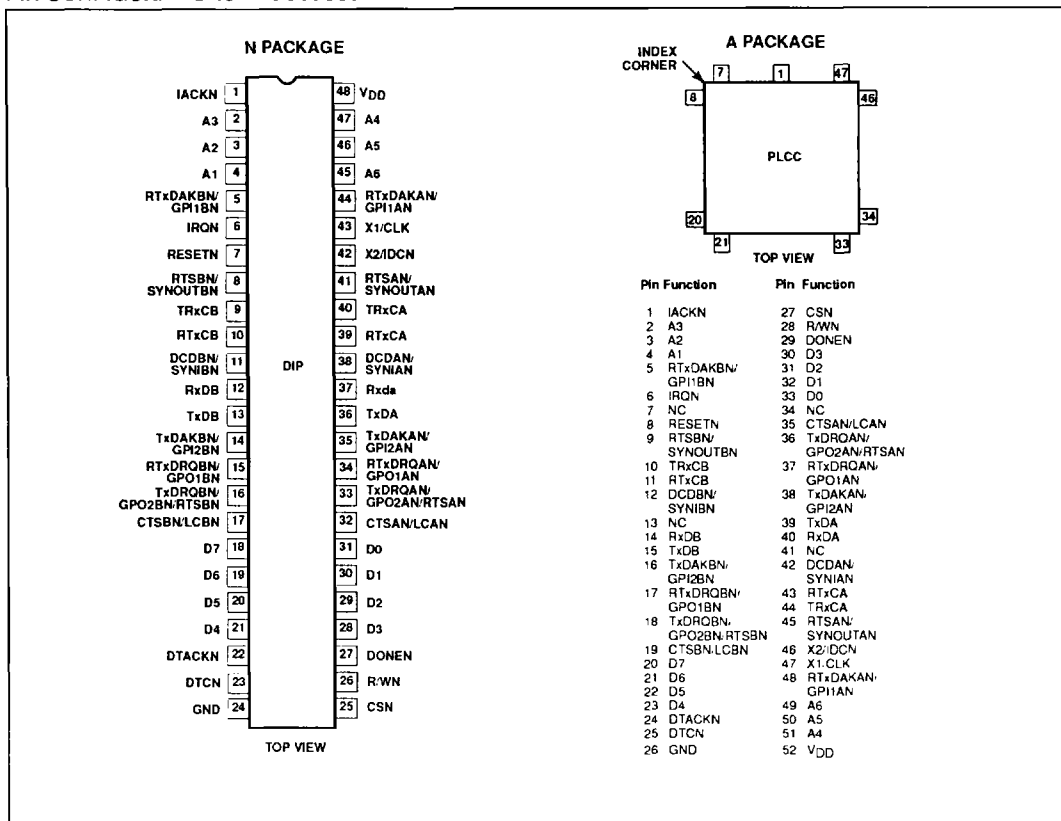 N PACKAGE
IACKN 1 48 VDD
A3 2 47 A4
A2 3 46 A5
A1 4 45 A6
RTxDAKBN/
GPI1BN 5 44 RTxDAKAN/
GPI1AN
IRQN 6 43 X1/CLK
RESETN 7 42 X2/IDCN
RTSBN/
SYNOUTBN 8 41 RTSAN/
SYNOUTAN
TRxCB 9 40 TRxCA
RTxCB 10 39 RTxCA
DCDBN/
SYNIBN 11 38 DCDAN/
SYNIAN
DIP
RxDB 12 37 Rxda
TxDB 13 36 TxDA
TxDAKBN/
GPI2BN 14 35 TxDAKAN/
GPI2AN
RTxDRQBN/
GPO1BN 15 34 RTxDRQAN/
GPO1AN
TxDRQBN/
GPO2BN/RTSBN 16 33 TxDRQAN/
GPO2AN/RTSAN
CTSBN/LCBN 17 32 CTSAN/LCAN
D7 18 31 D0
D6 19 30 D1
D5 20 29 D2
D4 21 28 D3
DTACKN 22 27 DONEN
DTCN 23 26 R/WN
GND 24 25 CSN
TOP VIEW
A PACKAGE
INDEX
CORNER
7 1 47
8 46
PLCC
20 34
21 33
TOP VIEW
Pin Function
1 IACKN
2 A3
3 A2
4 A1
5 RTxDAKBN/
GPI1BN
6 IRQN
7 NC
8 RESETN
9 RTSBN/
SYNOUTBN
10 TRxCB
11 RTxCB
12 DCDBN/
SYNIBN
13 NC
14 RxDB
15 TxDB
16 TxDAKBN/
GPI2BN
17 RTxDRQBN/
GPO1BN
18 TxDRQBN/
GPO2BN/RTSBN
19 CTSBN/LCBN
20 D7
21 D6
22 D5
23 D4
24 DTACKN
25 DTCN
26 GND
Pin Function
27 CSN
28 R/WN
29 DONEN
30 D3
31 D2
32 D1
33 D0
34 NC
35 CTSAN/LCAN
36 TxDRQAN/
GPO2AN/RTSAN
37 RTxDRQAN/
GPO1AN
38 TxDAKAN/
GPI2AN
39 TxDA
40 RxDA
41 NC
42 DCDAN/
SYNIAN
43 RTxCA
44 TRxCA
45 RTSAN/
SYNOUTAN
46 X2/IDCN
47 X1/CLK
48 RTxDAKAN/
GPI1AN
49 A6
50 A5
51 A4
52 VDD